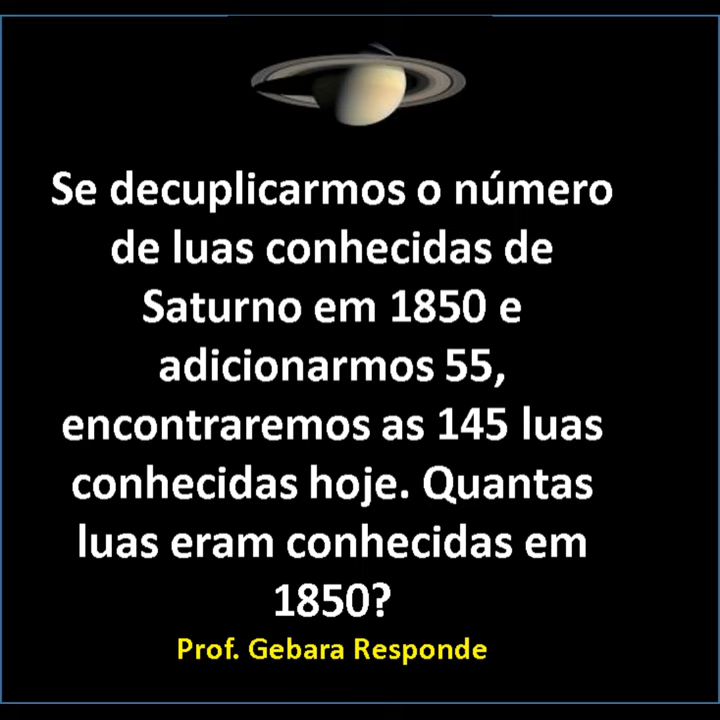 Se decuplicarmos o número
de luas conhecidas de
Saturno em 1850 e
adicionarmos 55,
encontraremos as 145 luas
conhecidas hoje. Quantas
luas eram conhecidas em
1850?
Prof. Gebara Responde